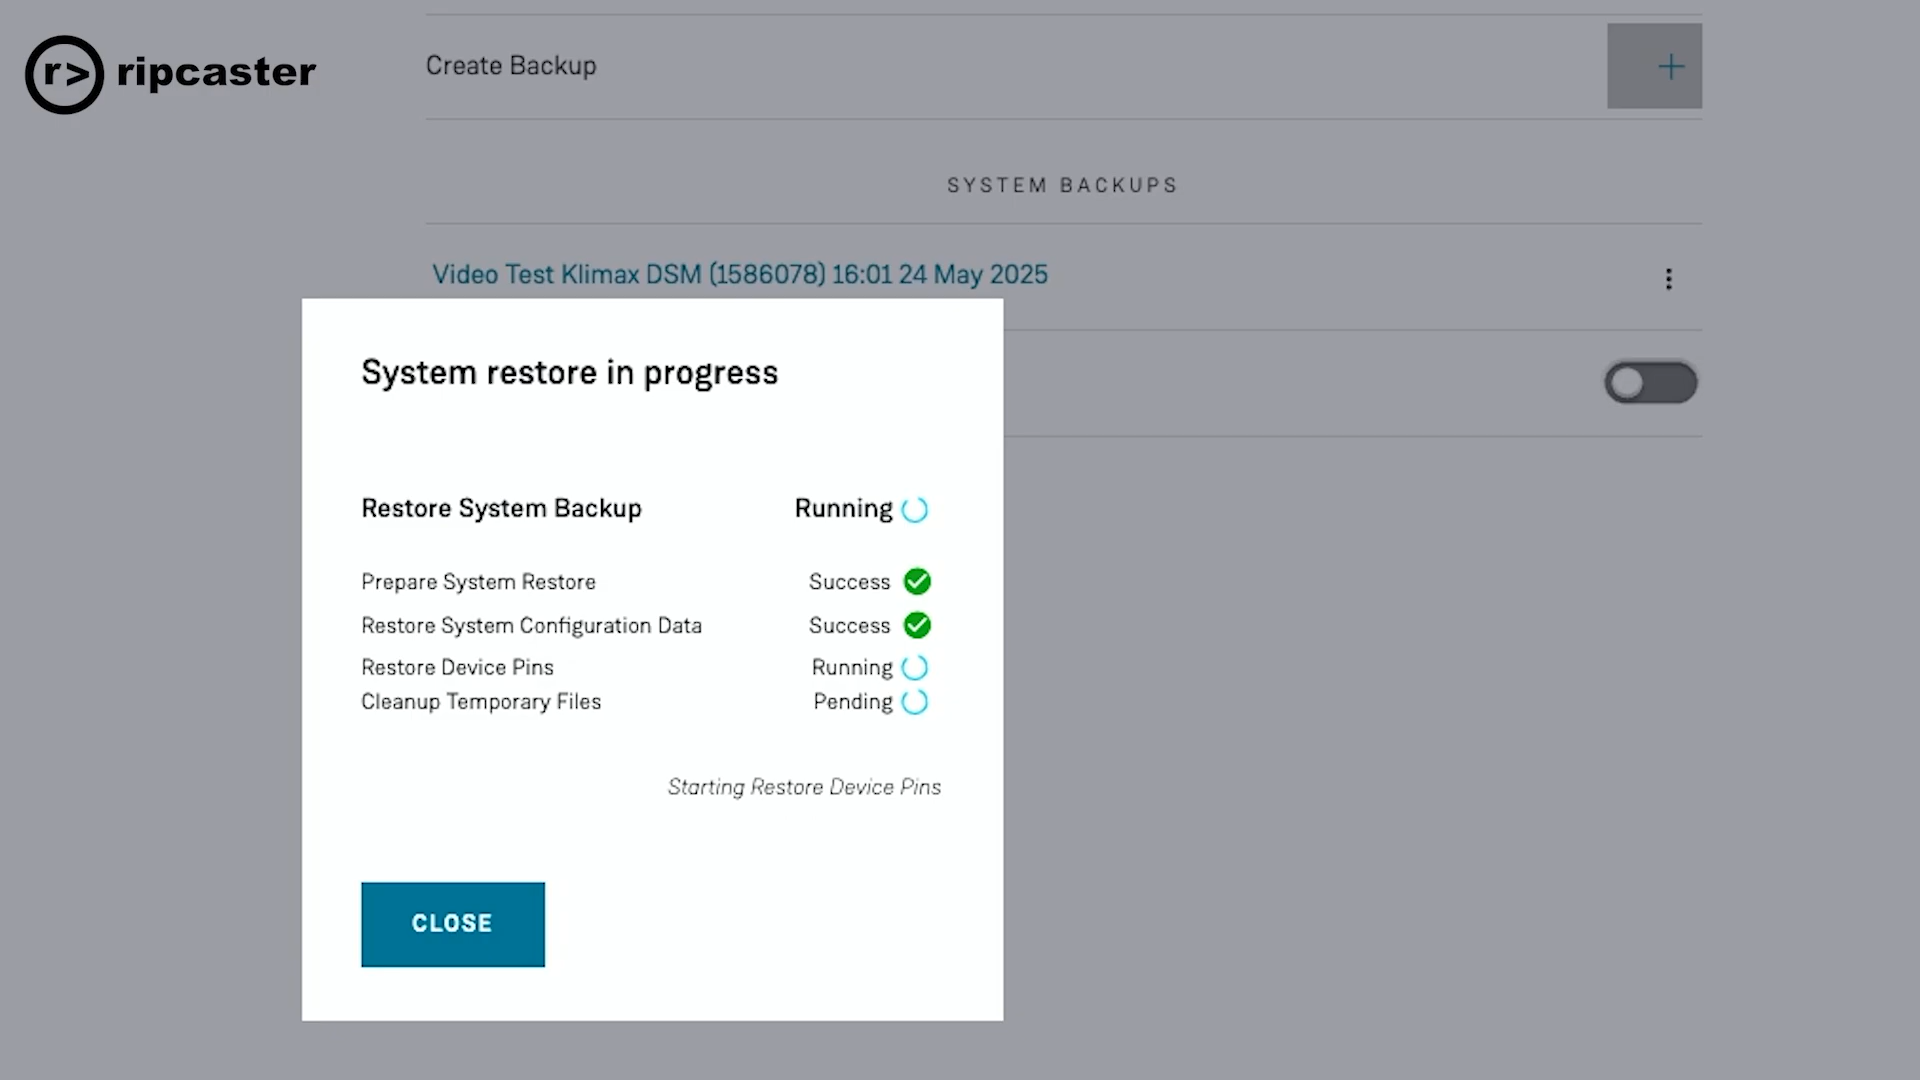 r> ripcaster
Create Backup
SYSTEM BACKUPS
Video Test Klimax DSM (1586078) 16:01 24 May 2025
System restore in progress
Restore System Backup Running
Prepare System Restore Success
Restore System Configuration Data Success
Restore Device Pins Running
Cleanup Temporary Files Pending
Starting Restore Device Pins
CLOSE